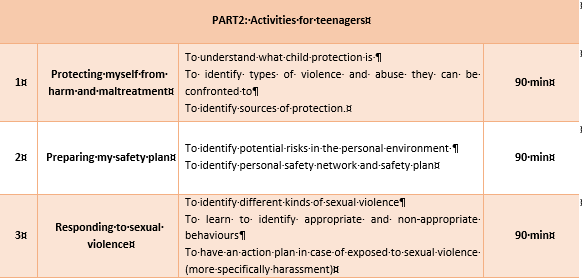 PART2: Activities for teenagers
1
Protecting myself from
harm and maltreatment
To understand what child protection is
To identify types of violence and abuse they can be
confronted to
To identify sources of protection.
90 min
2
Preparing my safety plan
To identify potential risks in the personal environment
To identify personal safety network and safety plan
90 min
3
Responding to sexual
violence
To identify different kinds of sexual violence
To learn to identify appropriate and non-appropriate
behaviours
To have an action plan in case of exposed to sexual violence
(more specifically harassment)
90 min